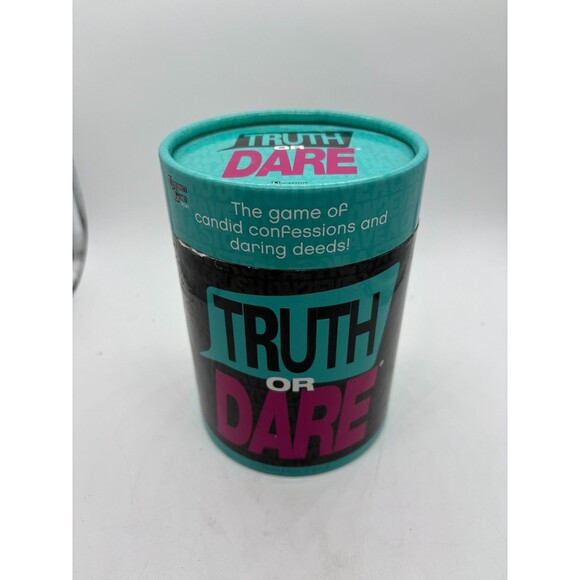 TRUTH
OR
DARE
The game of
candid confessions and
daring deeds!
TRUTH
OR
DARE